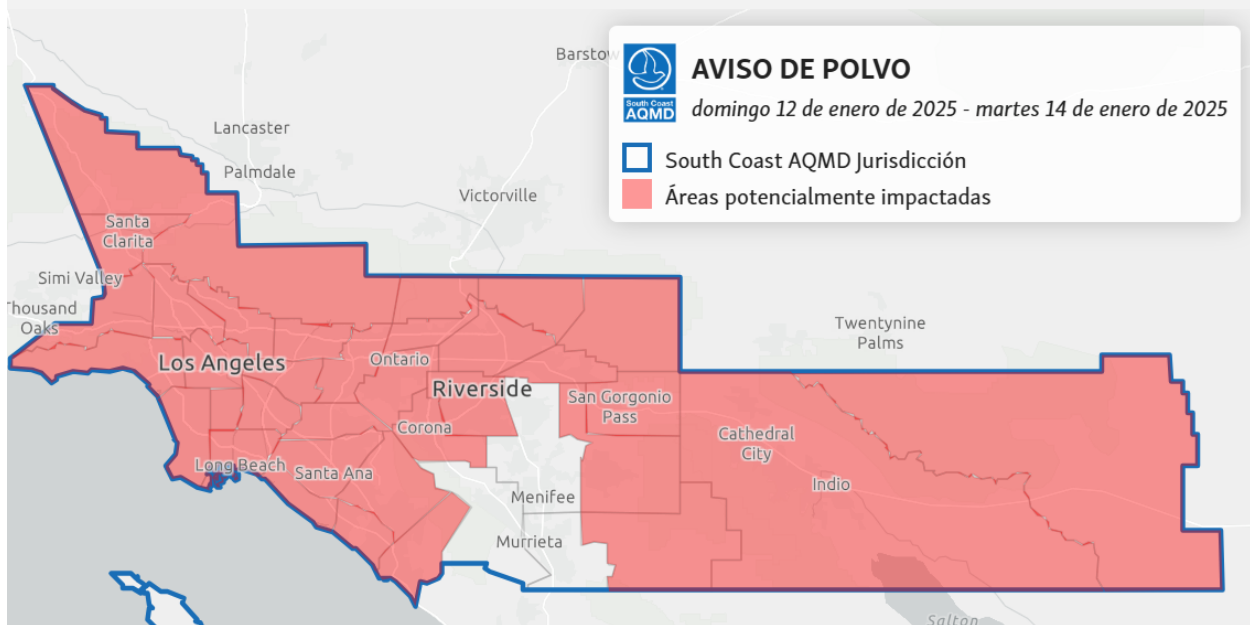 Barstow
South Coast
AQMD
AVISO DE POLVO
domingo 12 de enero de 2025 - martes 14 de enero de 2025
South Coast AQMD Jurisdicción
Áreas potencialmente impactadas
Lancaster
Palmdale
Victorville
Santa
Clarita
Simi Valley
Thousand
Oaks
Twentynine
Palms
Los Angeles
Ontario
Riverside
San Gorgonio
Pass
Corona
Cathedral
City
Long Beach
Santa Ana
Indio
Menifee
Murrieta
Salton